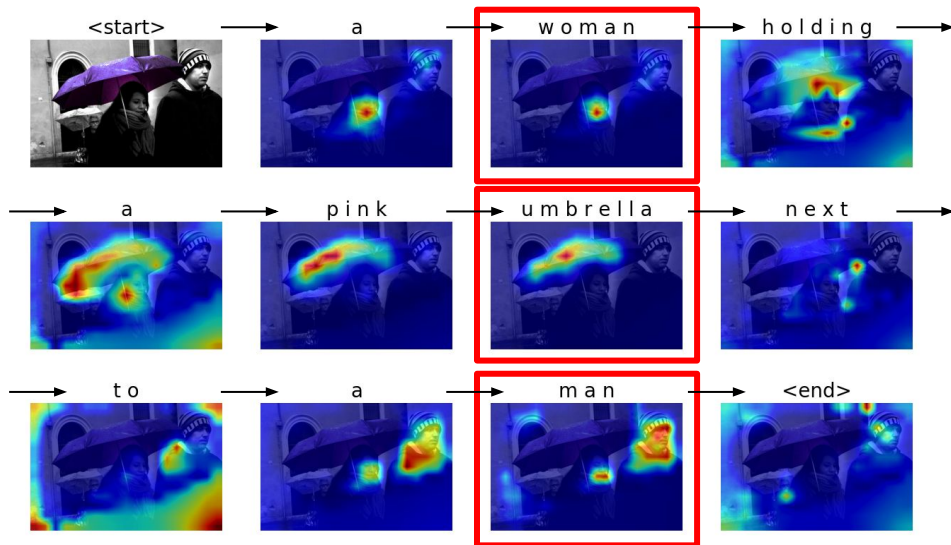 <start> a woman holding
a pink umbrella next
to a man <end>